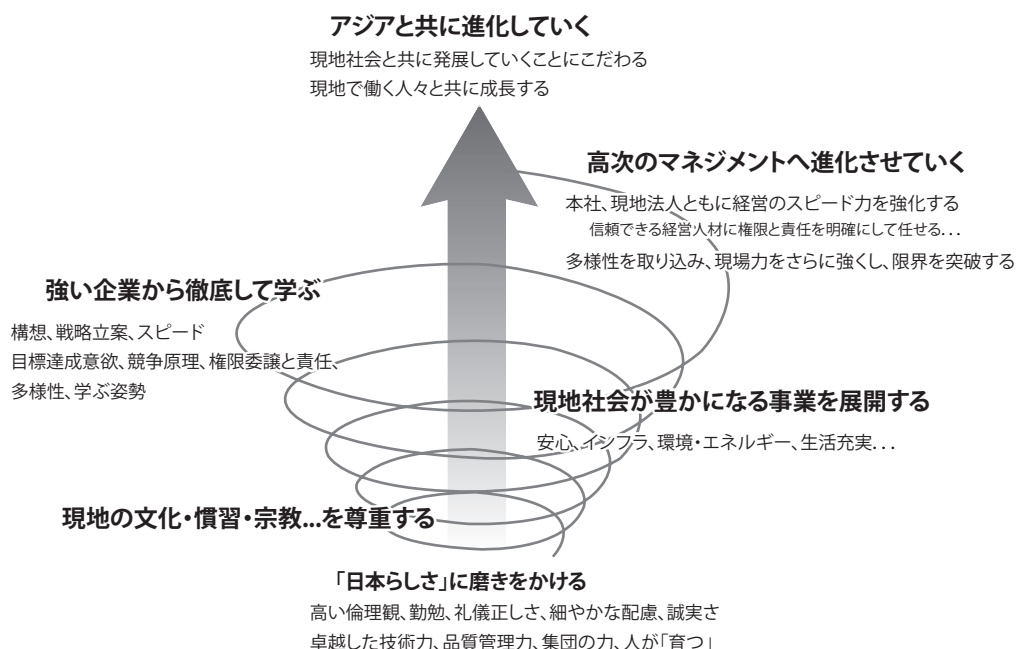 アジアと共に進化していく
現地社会と共に発展していくことにこだわる
現地で働く人々と共に成長する
高次のマネジメントへ進化させていく
本社、現地法人ともに経営のスピード力を強化する
信頼できる経営人材に権限と責任を明確にして任せる...
多様性を取り込み、現場力をさらに強くし、限界を突破する
強い企業から徹底して学ぶ
構想、戦略立案、スピード
目標達成意欲、競争原理、権限委譲と責任、
多様性、学ぶ姿勢
現地社会が豊かになる事業を展開する
安心、インフラ、環境・エネルギー、生活充実...
現地の文化・慣習・宗教...を尊重する
「日本らしさ」に磨きをかける
高い倫理観、勤勉、礼儀正しさ、細やかな配慮、誠実さ
卓越した技術力、品質管理力、集団の力、人が「育つ」